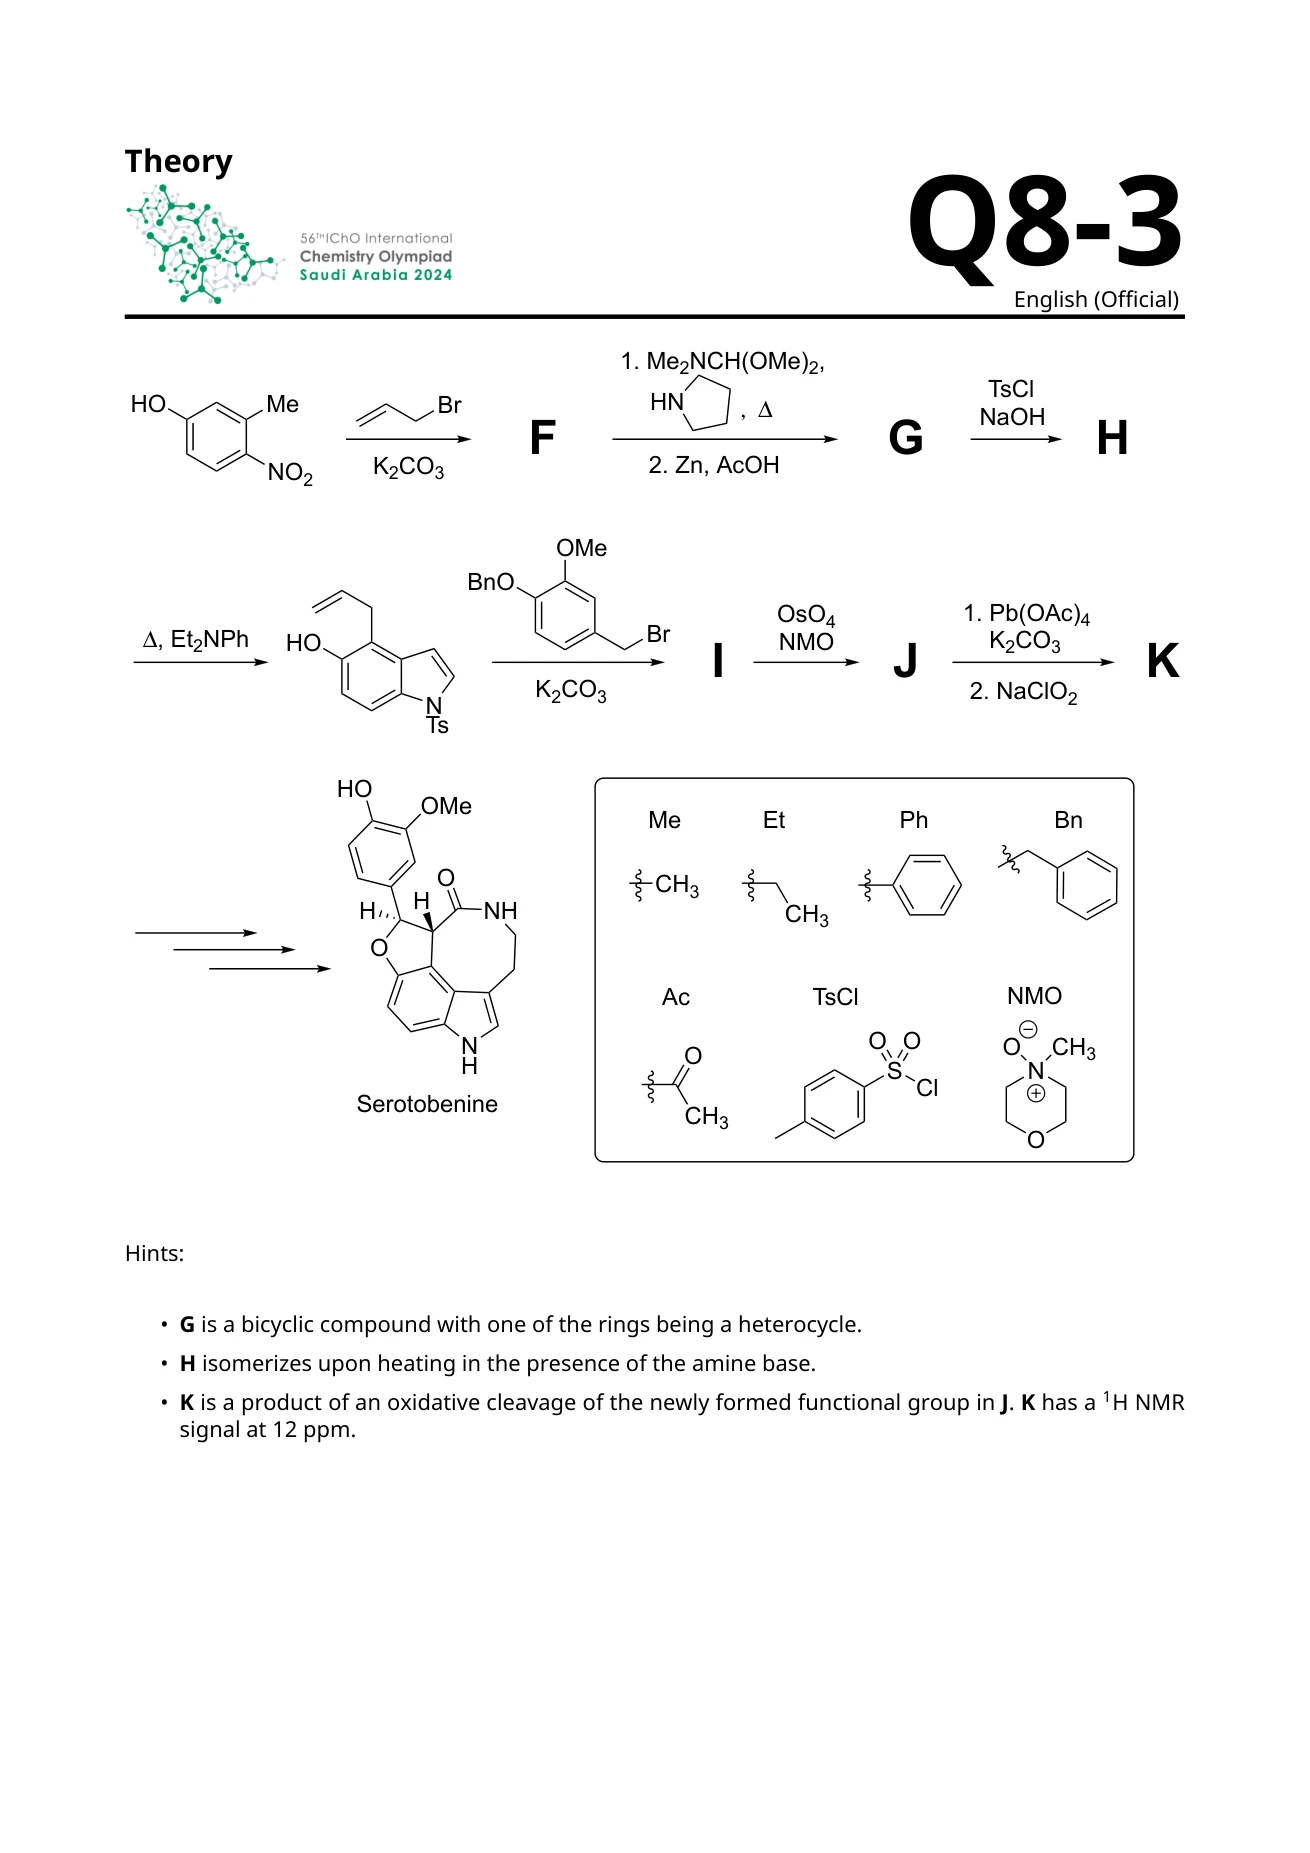 Theory
Q8-3
56ᵀᴴIChO International
Chemistry Olympiad
Saudi Arabia 2024
English (Official)
1. Me₂NCH(OMe)₂,
HO Me Br HN , Δ TsCl
NaOH
F G H
K₂CO₃ 2. Zn, AcOH
NO₂
OMe
BnO
Δ, Et₂NPh HO Br OsO₄ 1. Pb(OAc)₄
NMO K₂CO₃
I J K
K₂CO₃ 2. NaClO₂
N
Ts
HO
OMe
O
H H NH
O
N
H
Serotobenine
Me Et Ph Bn
CH₃
CH₃
Ac TsCl NMO
O O O O ⊖ CH₃
S N
Cl ⊕
CH₃ O
Hints:
• G is a bicyclic compound with one of the rings being a heterocycle.
• H isomerizes upon heating in the presence of the amine base.
• K is a product of an oxidative cleavage of the newly formed functional group in J. K has a ¹H NMR
signal at 12 ppm.